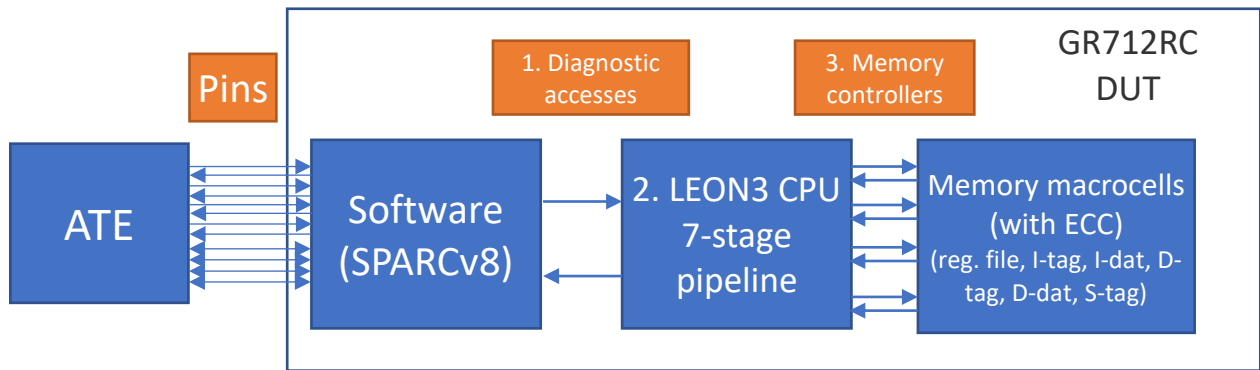 GR712RC
DUT
1. Diagnostic
accesses
3. Memory
controllers
Pins
ATE
Software
(SPARCv8)
2. LEON3 CPU
7-stage
pipeline
Memory macrocells
(with ECC)
(reg. file, I-tag, I-dat, D-
tag, D-dat, S-tag)